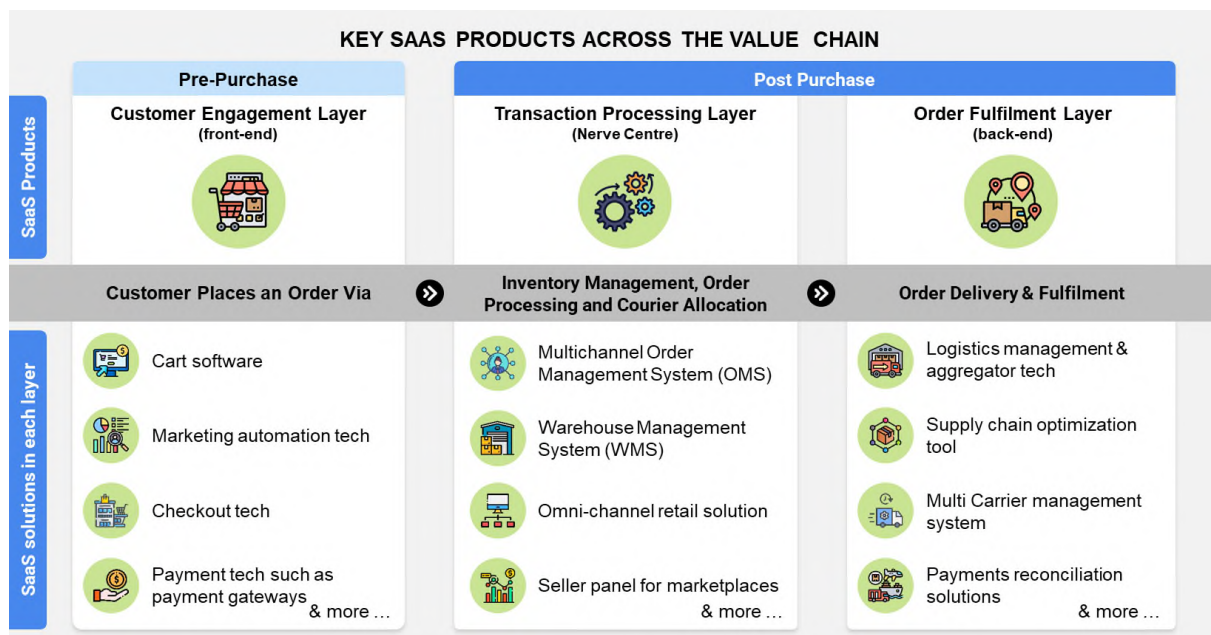 KEY SAAS PRODUCTS ACROSS THE VALUE CHAIN
Pre-Purchase
Post Purchase
SaaS Products
Customer Engagement Layer
(front-end)
Transaction Processing Layer
(Nerve Centre)
Order Fulfilment Layer
(back-end)
Customer Places an Order Via
Inventory Management, Order
Processing and Courier Allocation
Order Delivery & Fulfilment
SaaS solutions in each layer
Cart software
Marketing automation tech
Checkout tech
Payment tech such as
payment gateways
& more ...
Multichannel Order
Management System (OMS)
Warehouse Management
System (WMS)
Omni-channel retail solution
Seller panel for marketplaces
& more ...
Logistics management &
aggregator tech
Supply chain optimization
tool
Multi Carrier management
system
Payments reconciliation
solutions
& more ...